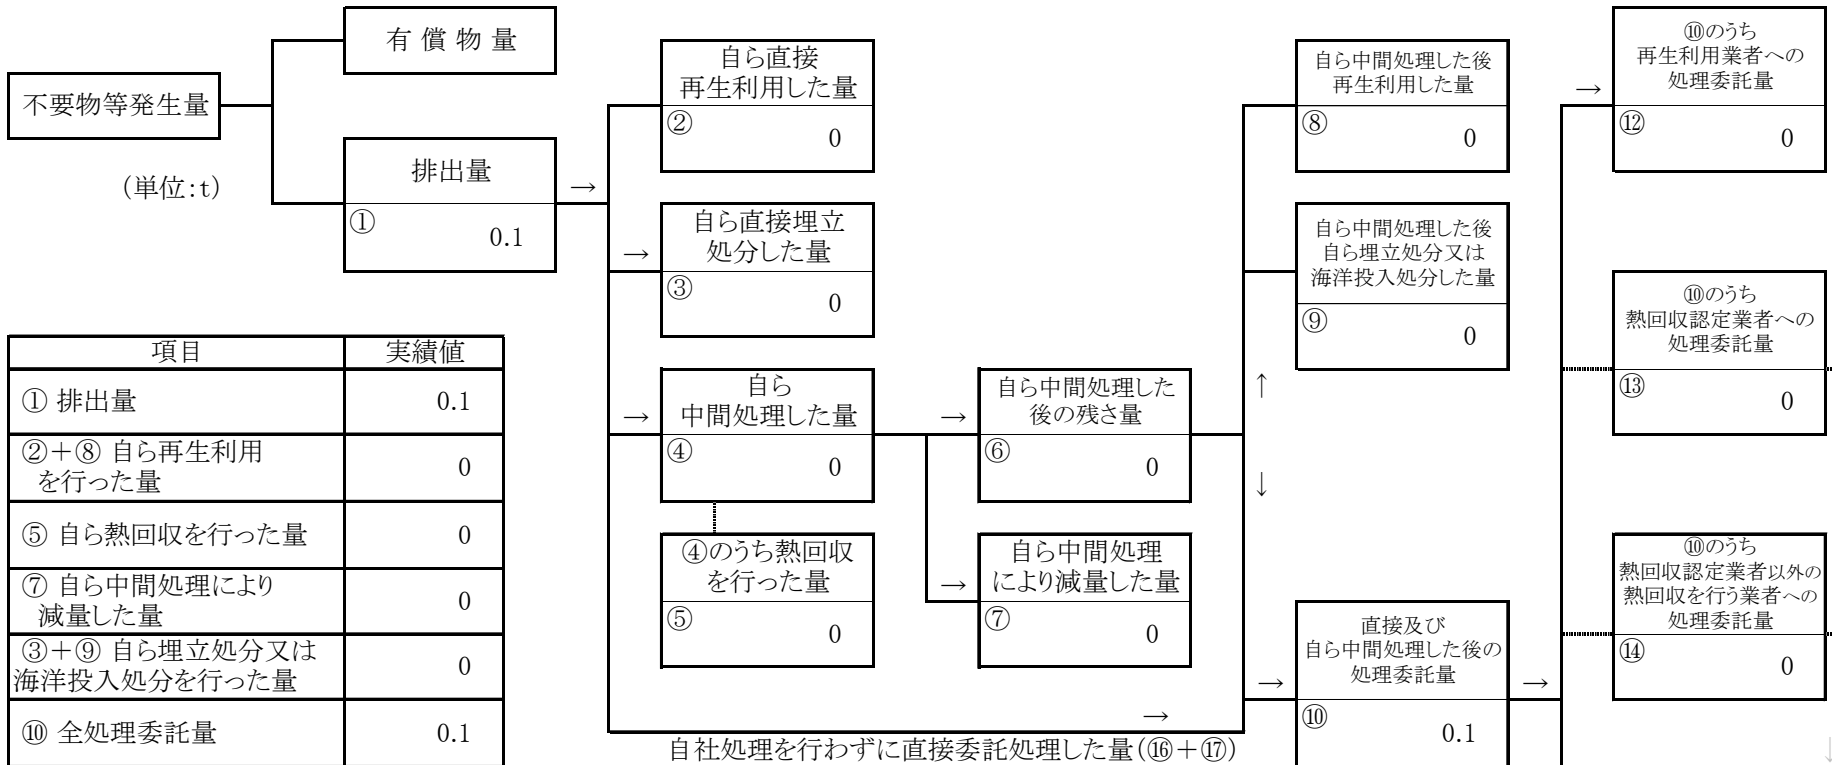 有 償 物 量
不要物等発生量
(単位:t)
排出量
①
0.1
→
自ら直接
再生利用した量
②
0
→
自ら直接埋立
処分した量
③
0
→
自ら
中間処理した量
④
0
④のうち熱回収
を行った量
⑤
0
→
自ら中間処理した
後の残さ量
⑥
0
→
自ら中間処理
により減量した量
⑦
0
自ら中間処理した後
再生利用した量
⑧
0
自ら中間処理した後
自ら埋立処分又は
海洋投入処分した量
⑨
0
↑
↓
→
直接及び
自ら中間処理した後の
処理委託量
⑩
0.1
→
→
自社処理を行わずに直接委託処理した量(⑯+⑰)
→
⑩のうち
再生利用業者への
処理委託量
⑫
0
⑩のうち
熱回収認定業者への
処理委託量
⑬
0
⑩のうち
熱回収認定業者以外の
熱回収を行う業者への
処理委託量
⑭
0
↓
項目 実績値
① 排出量 0.1
②+⑧ 自ら再生利用
を行った量 0
⑤ 自ら熱回収を行った量 0
⑦ 自ら中間処理により
減量した量 0
③+⑨ 自ら埋立処分又は
海洋投入処分を行った量 0
⑩ 全処理委託量 0.1